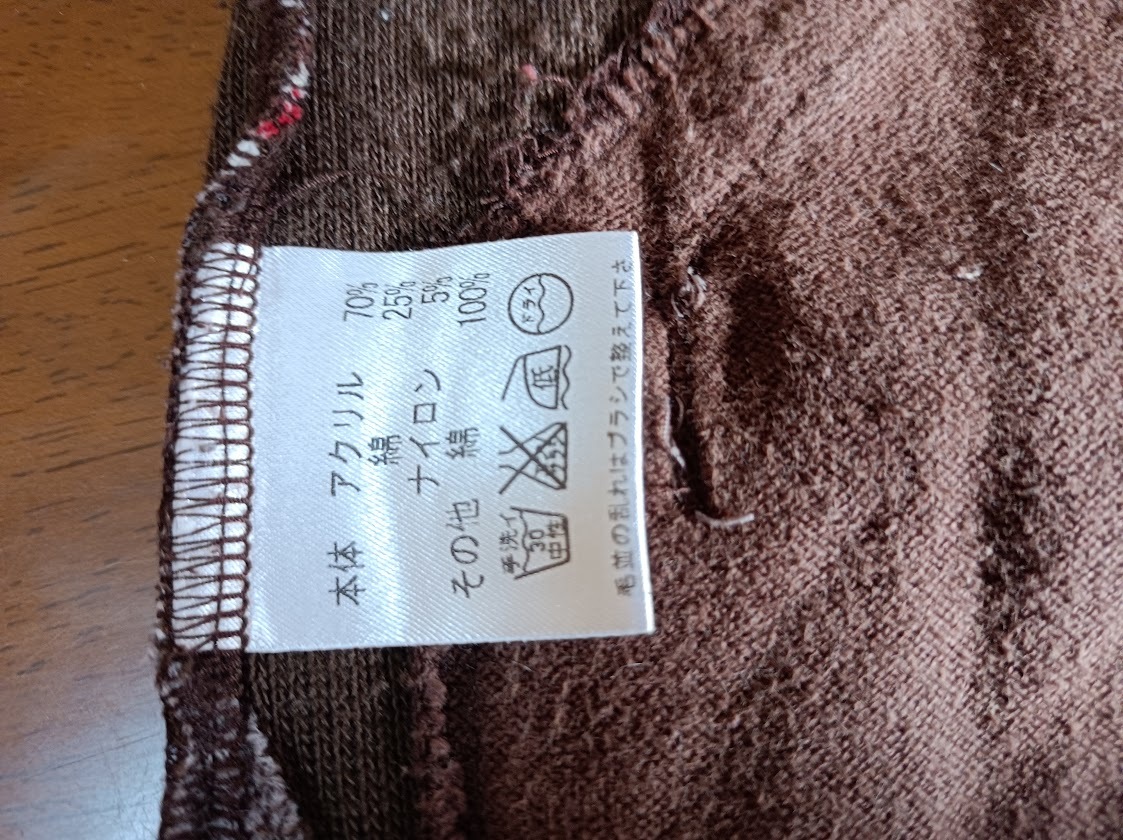 本体 アクリル 70%
綿 25%
ナイロン 5%
その他 綿 100%
手洗イ 30 中性 低 ドライ
毛並の乱れはブラシで整えて下さ